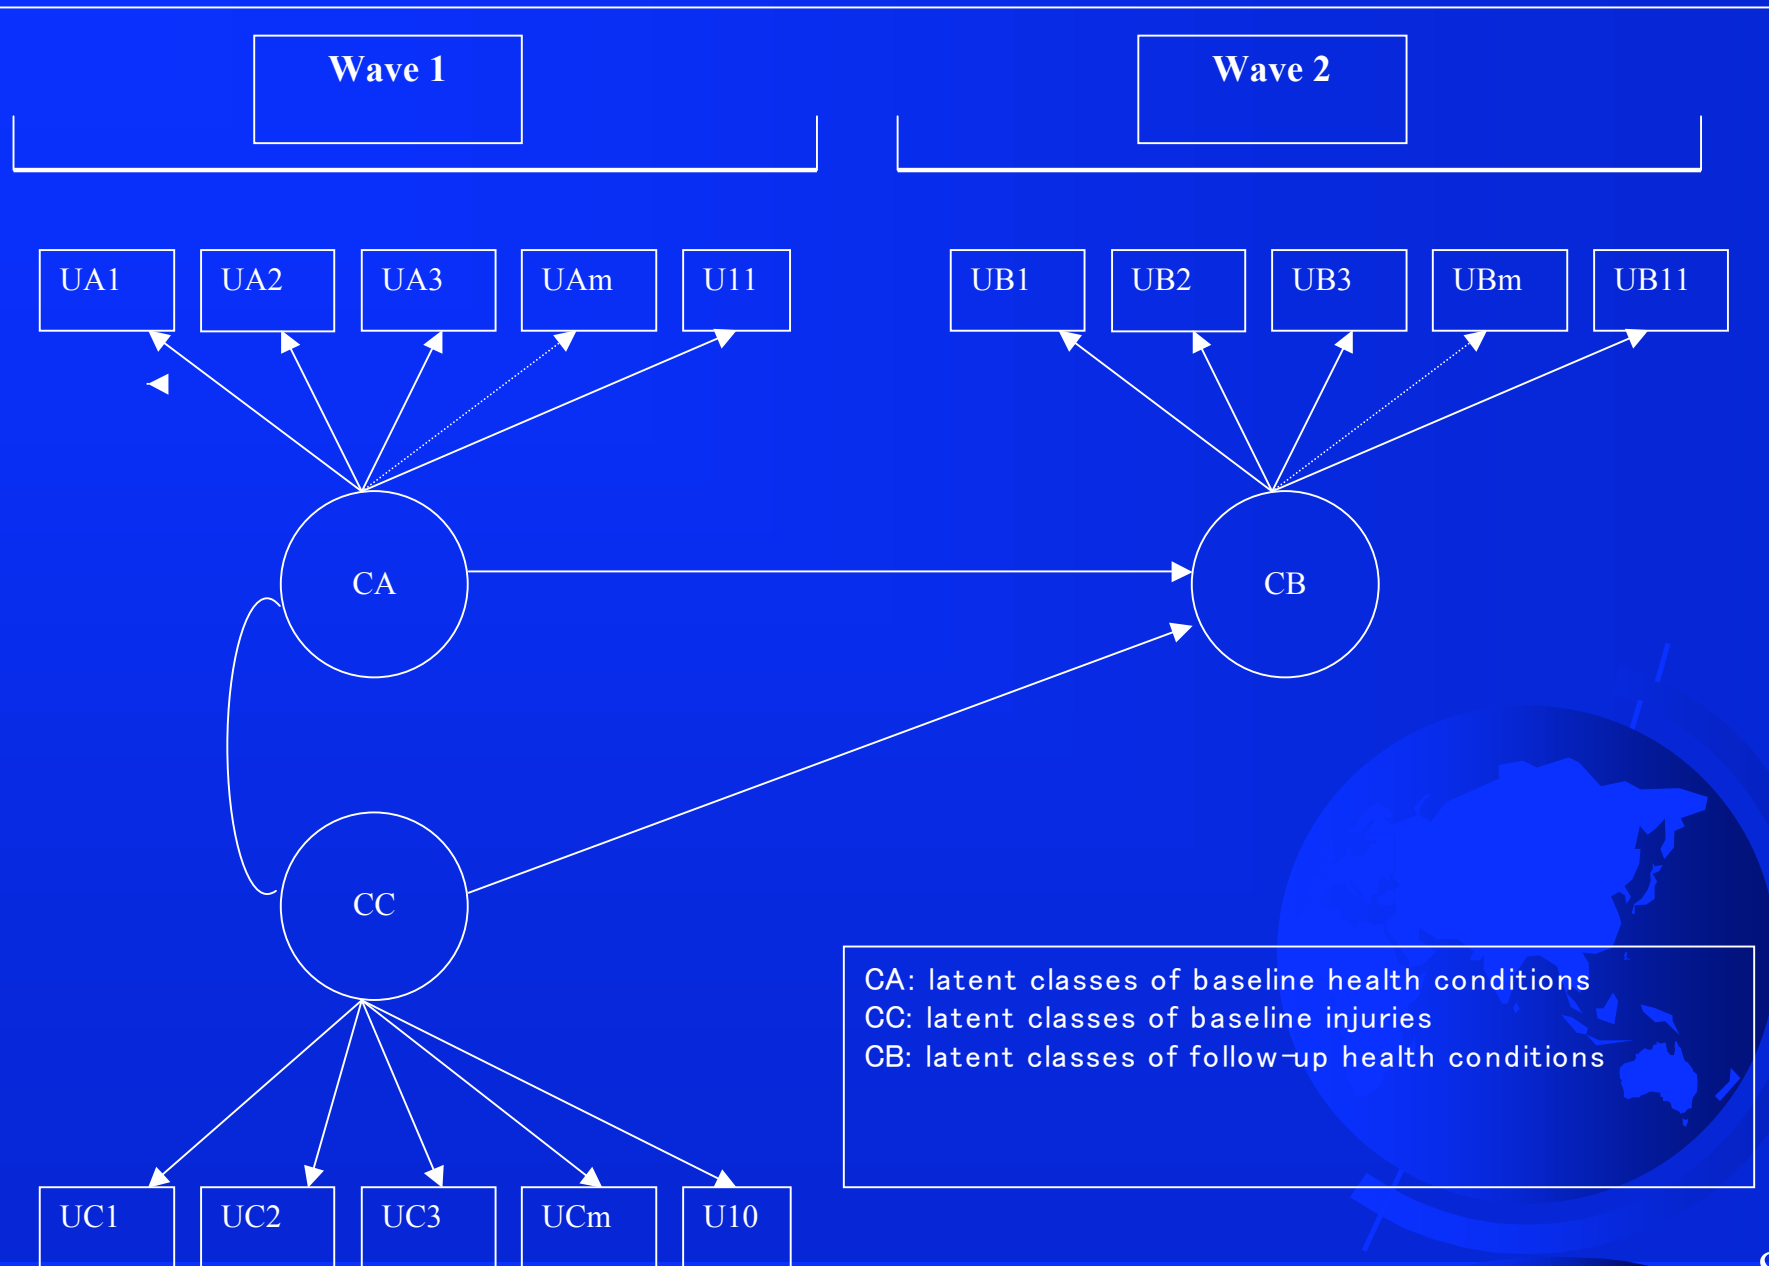 Wave 1
Wave 2
UA1 UA2 UA3 UAm U11
UB1 UB2 UB3 UBm UB11
CA
CB
CC
CA: latent classes of baseline health conditions
CC: latent classes of baseline injuries
CB: latent classes of follow-up health conditions
UC1 UC2 UC3 UCm U10